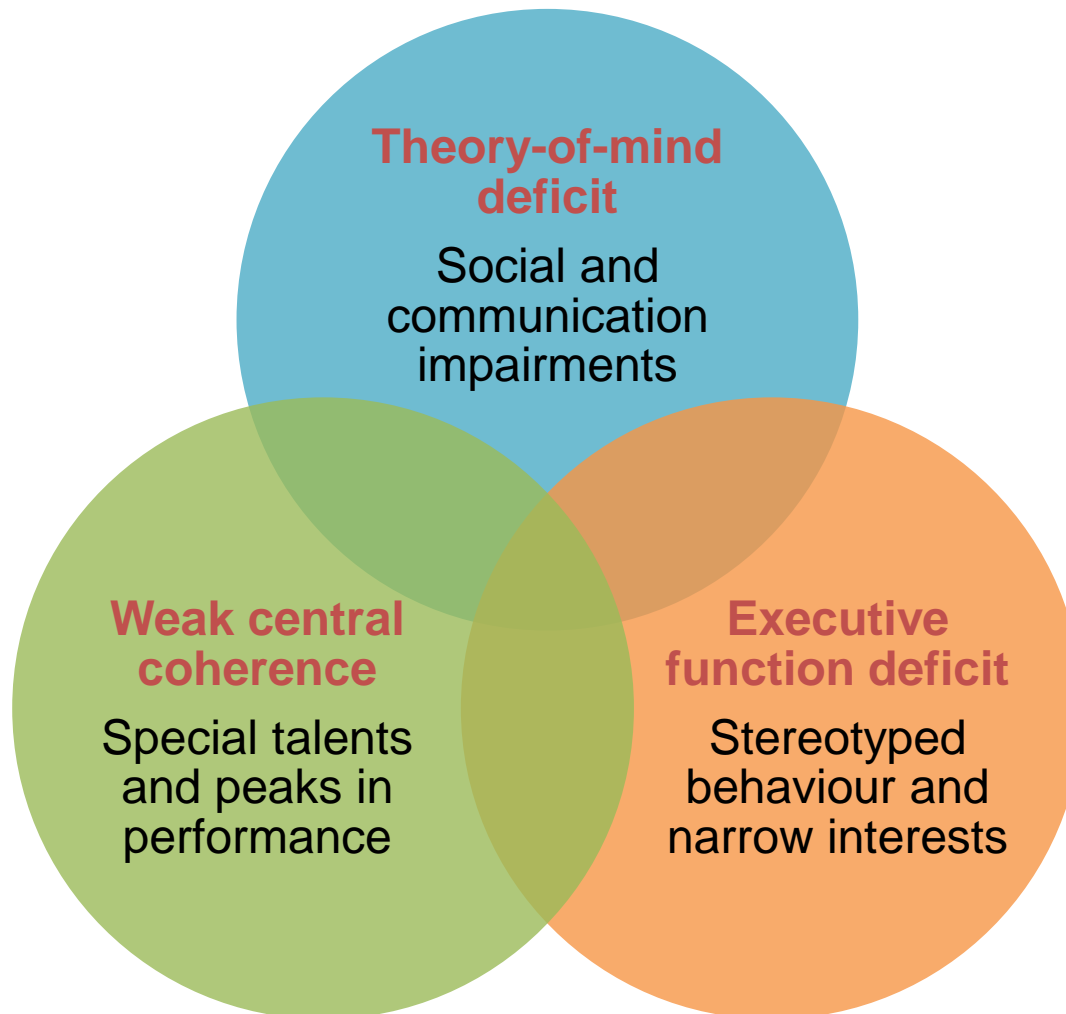 Theory-of-mind
deficit
Social and
communication
impairments
Weak central
coherence
Special talents
and peaks in
performance
Executive
function deficit
Stereotyped
behaviour and
narrow interests